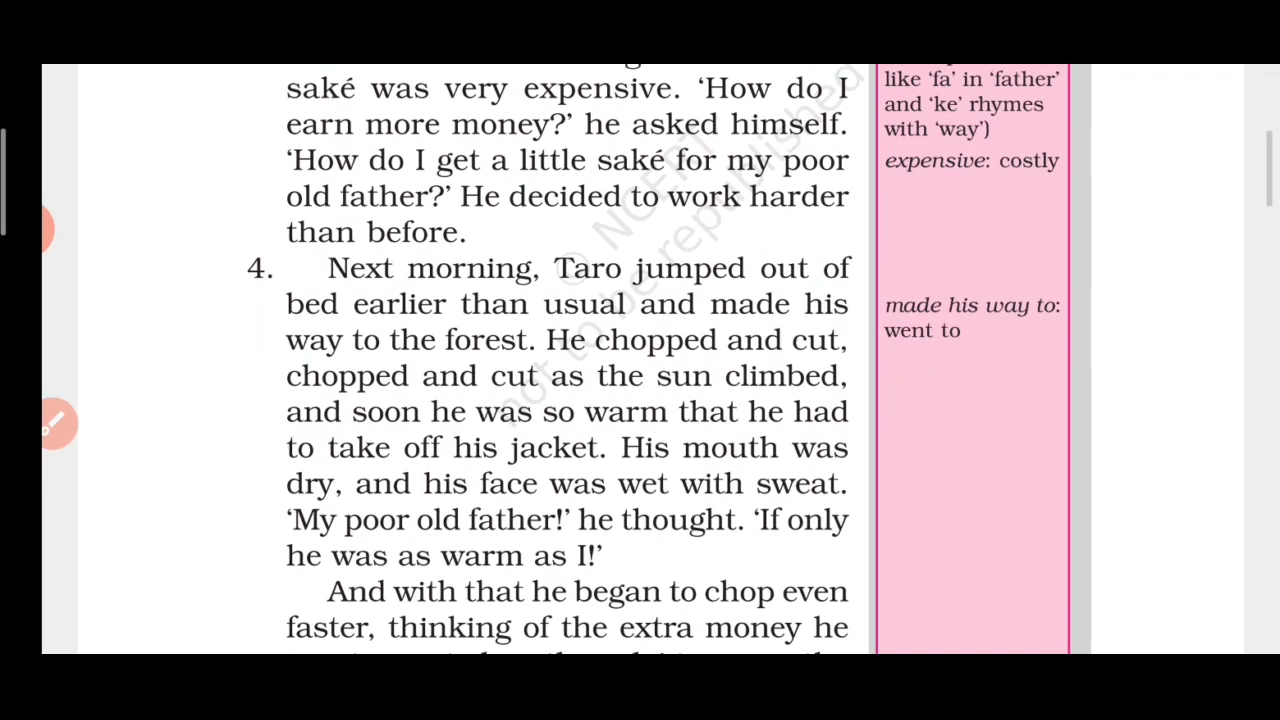 saké was very expensive. ‘How do I
earn more money?’ he asked himself.
‘How do I get a little saké for my poor
old father?’ He decided to work harder
than before.
4. Next morning, Taro jumped out of
bed earlier than usual and made his
way to the forest. He chopped and cut,
chopped and cut as the sun climbed,
and soon he was so warm that he had
to take off his jacket. His mouth was
dry, and his face was wet with sweat.
‘My poor old father!’ he thought. ‘If only
he was as warm as I!’
And with that he began to chop even
faster, thinking of the extra money he
like ‘fa’ in ‘father’
and ‘ke’ rhymes
with ‘way’)
expensive: costly
made his way to:
went to
© NCERT
not to be republished